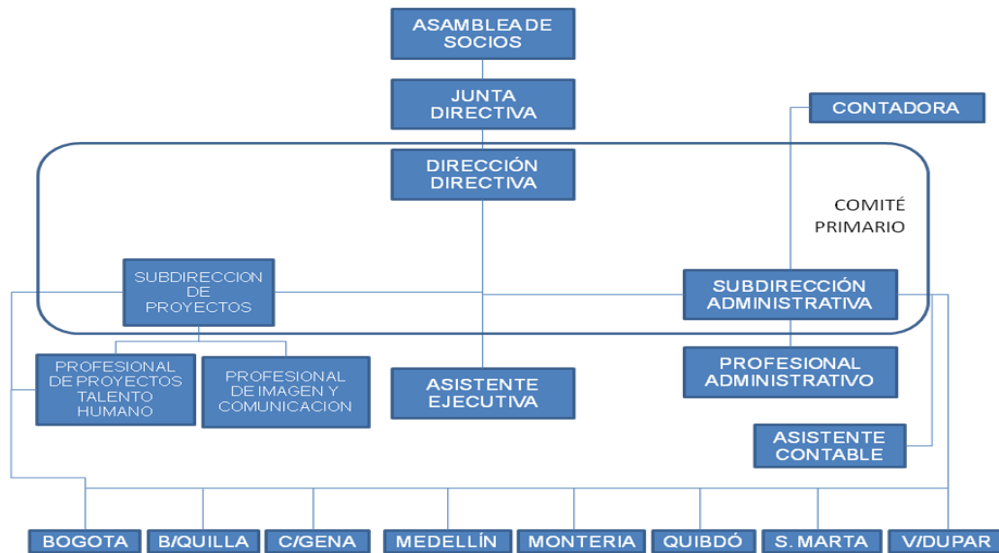 ASAMBLEA DE
SOCIOS
JUNTA
DIRECTIVA
CONTADORA
DIRECCIÓN
DIRECTIVA
COMITÉ
PRIMARIO
SUBDIRECCION
DE
PROYECTOS
SUBDIRECCIÓN
ADMINISTRATIVA
PROFESIONAL
DE PROYECTOS
TALENTO
HUMANO
PROFESIONAL
DE IMAGEN Y
COMUNICACION
ASISTENTE
EJECUTIVA
PROFESIONAL
ADMINISTRATIVO
ASISTENTE
CONTABLE
BOGOTA
B/QUILLA
C/GENA
MEDELLÍN
MONTERIA
QUIBDÓ
S. MARTA
V/DUPAR